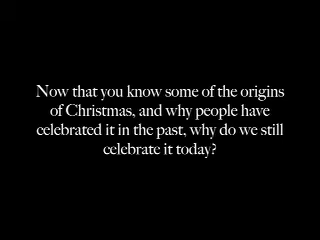 Now that you know some of the origins
of Christmas, and why people have
celebrated it in the past, why do we still
celebrate it today?